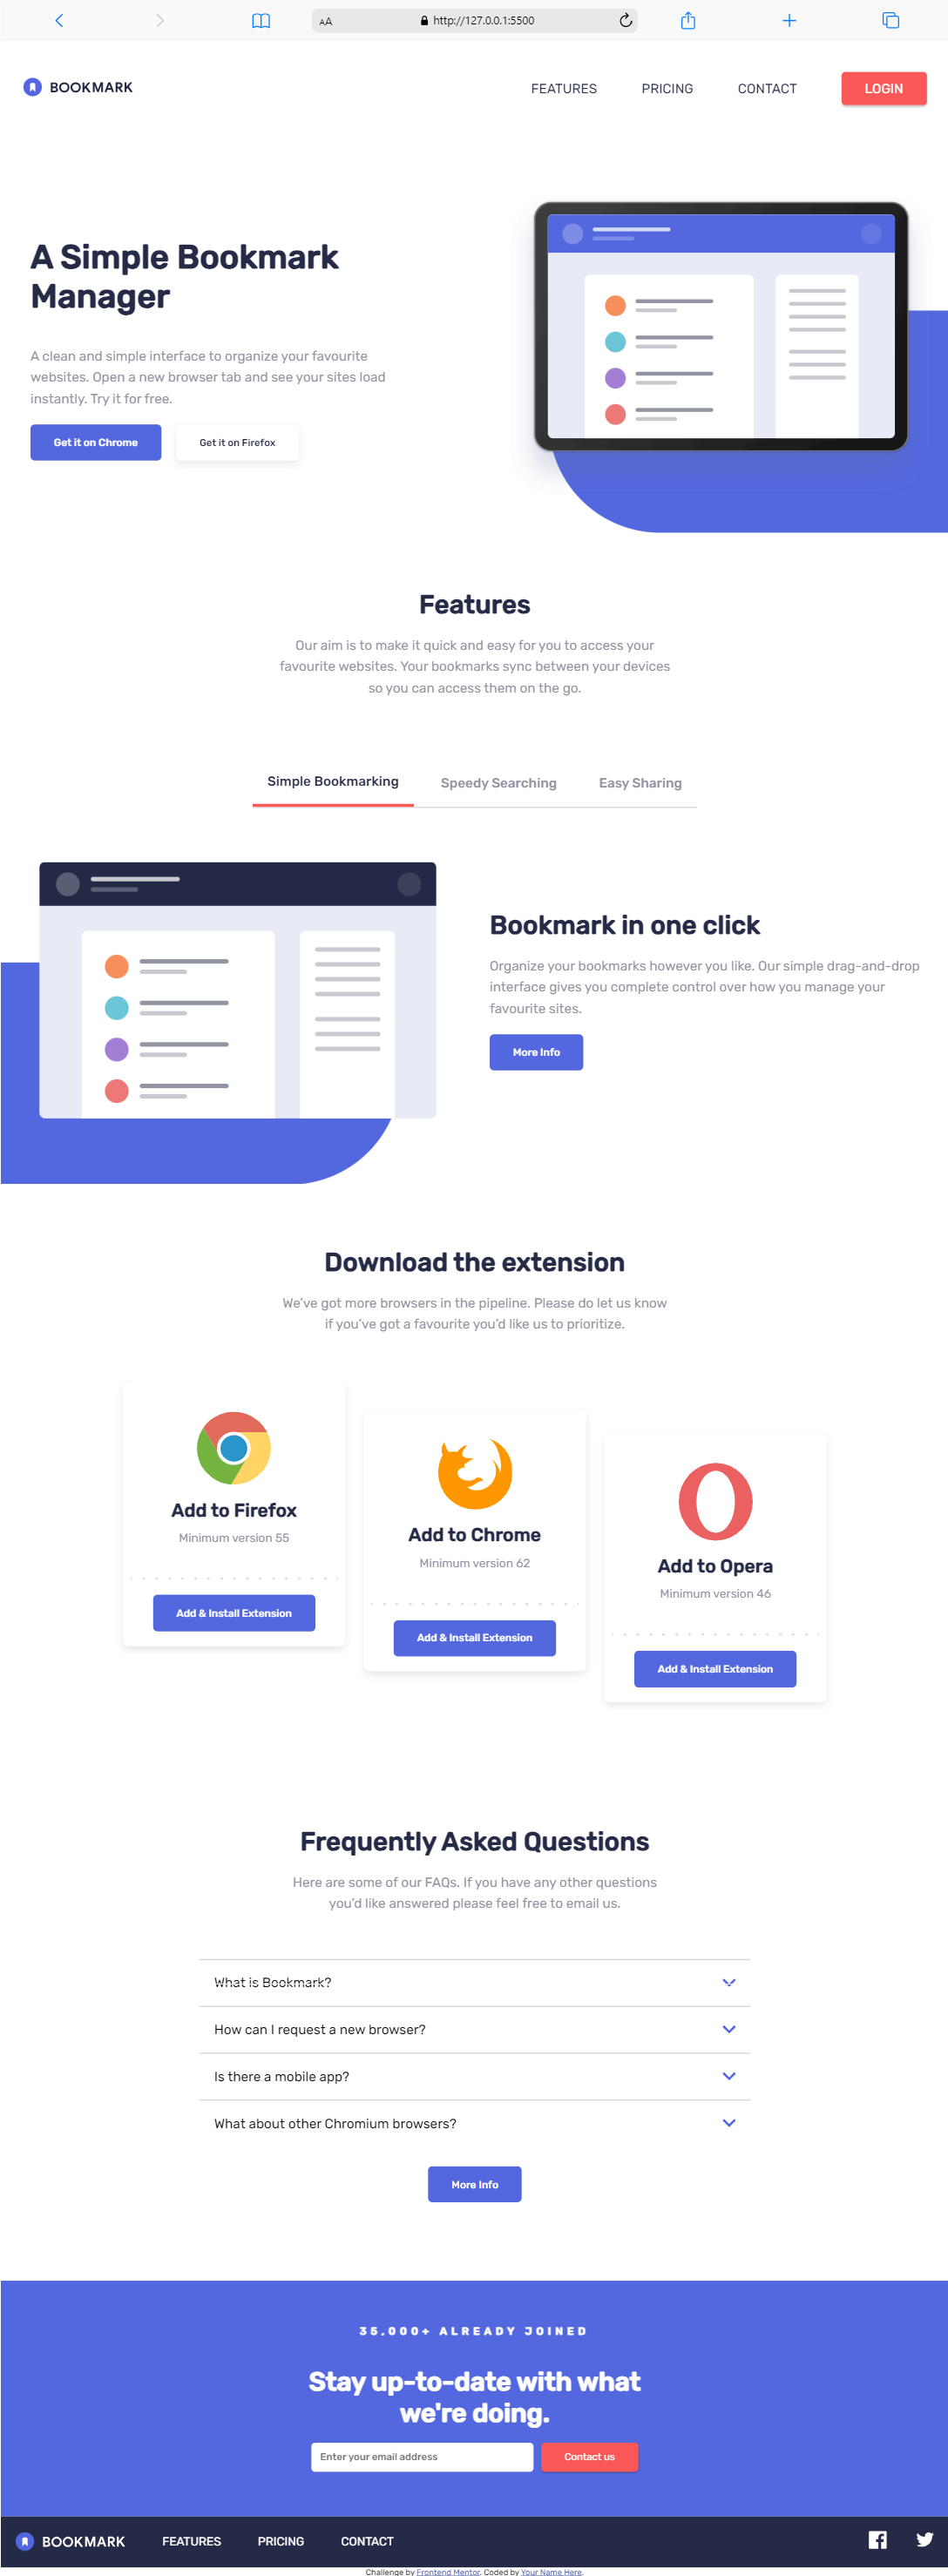 AA http://127.0.0.1:5500
BOOKMARK FEATURES PRICING CONTACT LOGIN
A Simple Bookmark
Manager
A clean and simple interface to organize your favourite
websites. Open a new browser tab and see your sites load
instantly. Try it for free.
Get it on Chrome Get it on Firefox
Features
Our aim is to make it quick and easy for you to access your
favourite websites. Your bookmarks sync between your devices
so you can access them on the go.
Simple Bookmarking Speedy Searching Easy Sharing
Bookmark in one click
Organize your bookmarks however you like. Our simple drag-and-drop
interface gives you complete control over how you manage your
favourite sites.
More Info
Download the extension
We've got more browsers in the pipeline. Please do let us know
if you've got a favourite you'd like us to prioritize.
Add to Firefox
Minimum version 55
Add & Install Extension
Add to Chrome
Minimum version 62
Add & Install Extension
Add to Opera
Minimum version 46
Add & Install Extension
Frequently Asked Questions
Here are some of our FAQs. If you have any other questions
you'd like answered please feel free to email us.
What is Bookmark?
How can I request a new browser?
Is there a mobile app?
What about other Chromium browsers?
More Info
35,000+ ALREADY JOINED
Stay up-to-date with what
we're doing.
Enter your email address Contact us
BOOKMARK FEATURES PRICING CONTACT
Challenge by Frontend Mentor. Coded by Your Name Here.